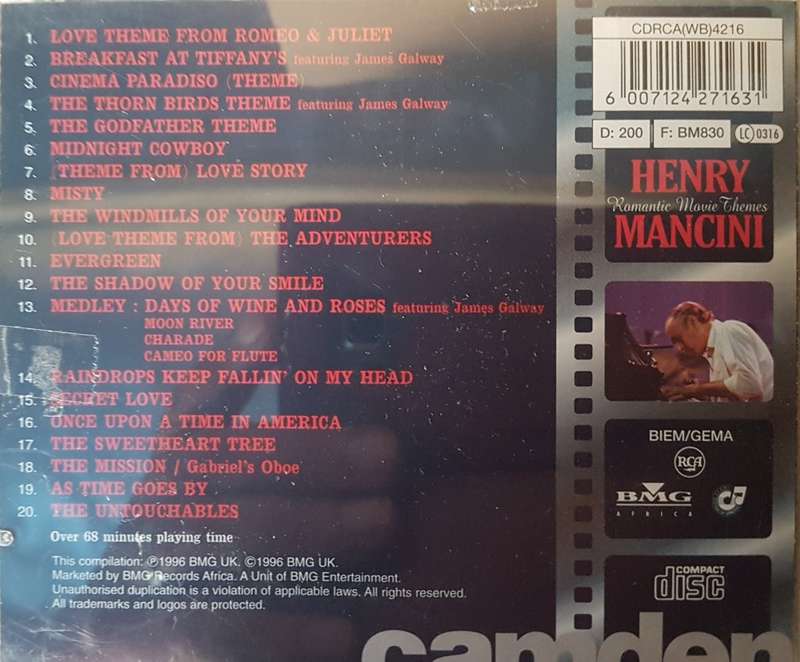 1. LOVE THEME FROM ROMEO & JULIET
2. BREAKFAST AT TIFFANY'S featuring James Galway
3. CINEMA PARADISO (THEME)
4. THE THORN BIRDS THEME featuring James Galway
5. THE GODFATHER THEME
6. MIDNIGHT COWBOY
7. (THEME FROM) LOVE STORY
8. MISTY
9. THE WINDMILLS OF YOUR MIND
10. (LOVE THEME FROM) THE ADVENTURERS
11. EVERGREEN
12. THE SHADOW OF YOUR SMILE
13. MEDLEY : DAYS OF WINE AND ROSES featuring James Galway
MOON RIVER
CHARADE
CAMEO FOR FLUTE
14. RAINDROPS KEEP FALLIN' ON MY HEAD
15. SECRET LOVE
16. ONCE UPON A TIME IN AMERICA
17. THE SWEETHEART TREE
18. THE MISSION / Gabriel's Oboe
19. AS TIME GOES BY
20. THE UNTOUCHABLES
Over 68 minutes playing time
This compilation: ℗1996 BMG UK. ©1996 BMG UK.
Marketed by BMG Records Africa. A Unit of BMG Entertainment.
Unauthorised duplication is a violation of applicable laws. All rights reserved.
All trademarks and logos are protected.
CDRCA(WB)4216
6 007124 271631
D: 200 F: BM830 LC 0316
HENRY
Romantic Movie Themes
MANCINI
BIEM/GEMA
RCA
BMG
AFRICA
COMPACT
disc
camden